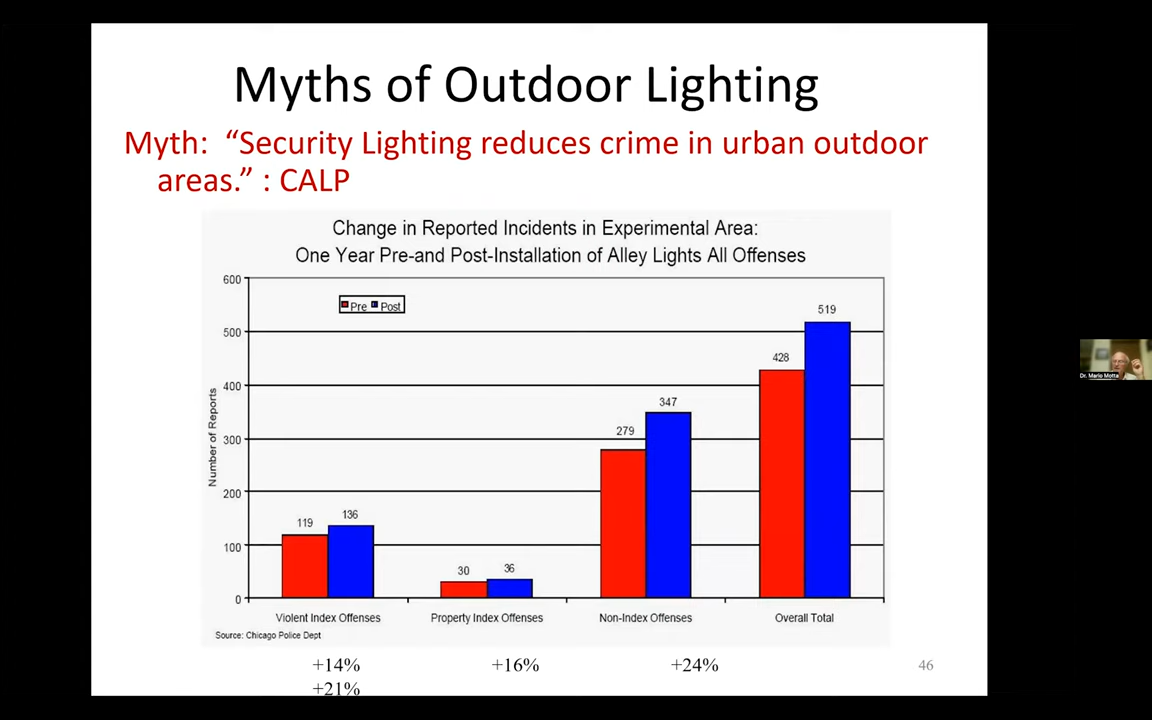 Myths of Outdoor Lighting
Myth: “Security Lighting reduces crime in urban outdoor
areas.” : CALP
Change in Reported Incidents in Experimental Area:
One Year Pre-and Post-Installation of Alley Lights All Offenses
Number of Reports
600
500
400
300
200
100
0
Pre Post
119
136
30
36
279
347
428
519
Violent Index Offenses
Property Index Offenses
Non-Index Offenses
Overall Total
Source: Chicago Police Dept
+14% +16% +24%
+21%
46
Dr. Mario Motta